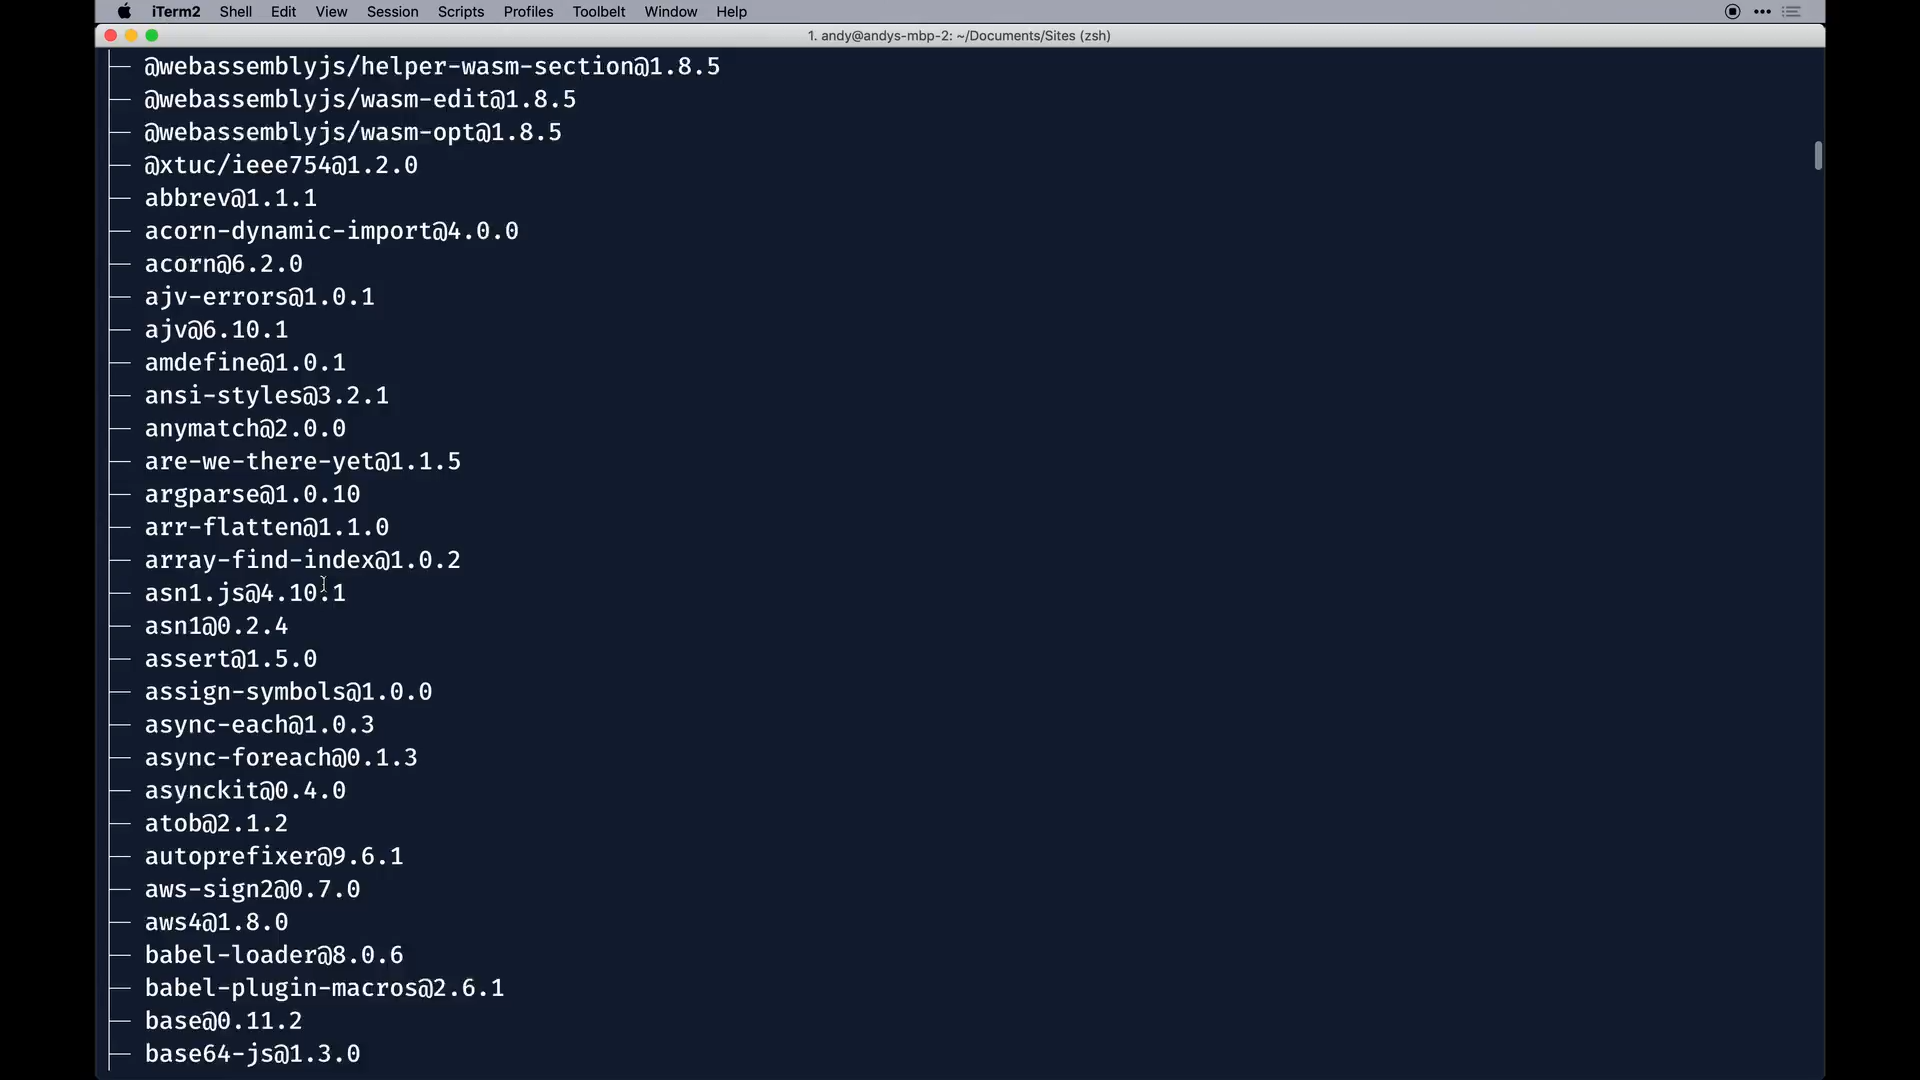 iTerm2 Shell Edit View Session Scripts Profiles Toolbelt Window Help
1. andy@andys-mbp-2: ~/Documents/Sites (zsh)
├─ @webassemblyjs/helper-wasm-section@1.8.5
├─ @webassemblyjs/wasm-edit@1.8.5
├─ @webassemblyjs/wasm-opt@1.8.5
├─ @xtuc/ieee754@1.2.0
├─ abbrev@1.1.1
├─ acorn-dynamic-import@4.0.0
├─ acorn@6.2.0
├─ ajv-errors@1.0.1
├─ ajv@6.10.1
├─ amdefine@1.0.1
├─ ansi-styles@3.2.1
├─ anymatch@2.0.0
├─ are-we-there-yet@1.1.5
├─ argparse@1.0.10
├─ arr-flatten@1.1.0
├─ array-find-index@1.0.2
├─ asn1.js@4.10.1
├─ asn1@0.2.4
├─ assert@1.5.0
├─ assign-symbols@1.0.0
├─ async-each@1.0.3
├─ async-foreach@0.1.3
├─ asynckit@0.4.0
├─ atob@2.1.2
├─ autoprefixer@9.6.1
├─ aws-sign2@0.7.0
├─ aws4@1.8.0
├─ babel-loader@8.0.6
├─ babel-plugin-macros@2.6.1
├─ base@0.11.2
├─ base64-js@1.3.0